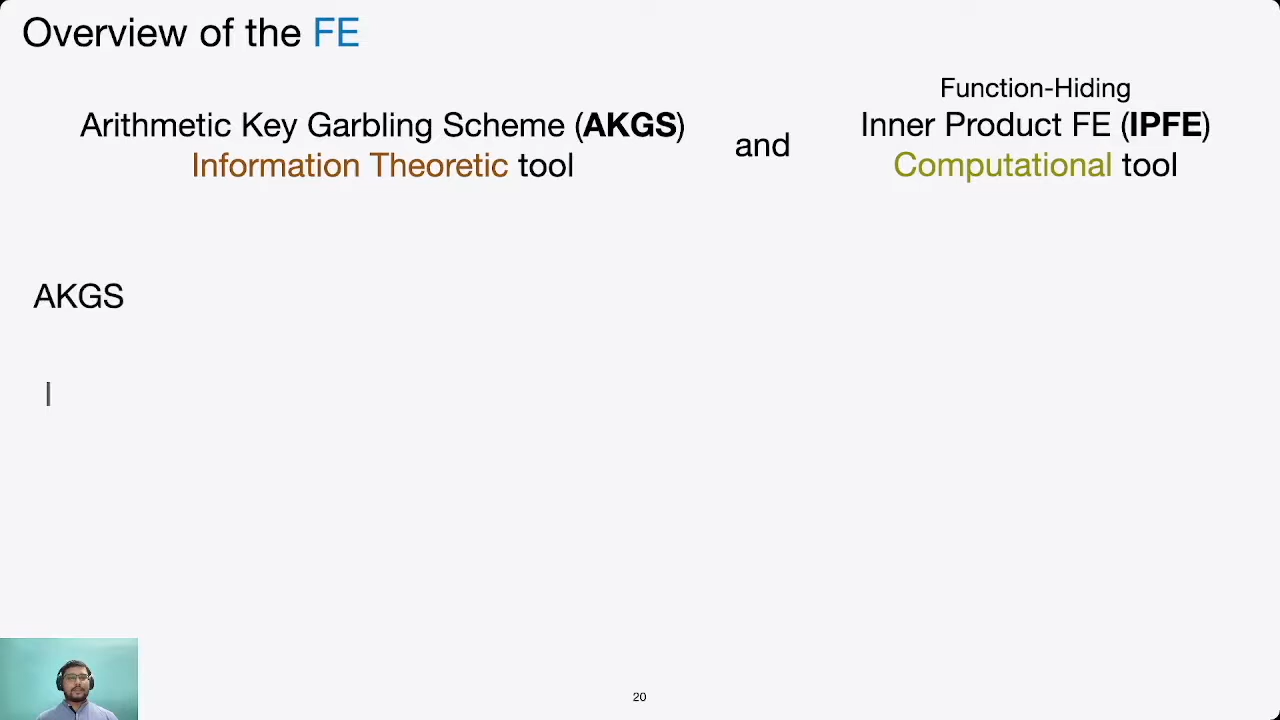 Overview of the FE
Function-Hiding
Arithmetic Key Garbling Scheme (AKGS)
and
Inner Product FE (IPFE)
Information Theoretic tool
Computational tool
AKGS
20